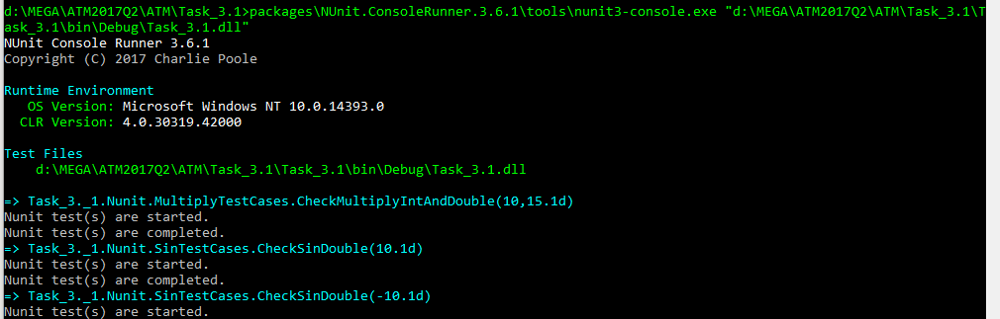 d:\MEGA\ATM2017Q2\ATM\Task_3.1>packages\NUnit.ConsoleRunner.3.6.1\tools\nunit3-console.exe "d:\MEGA\ATM2017Q2\ATM\Task_3.1\T
ask_3.1\bin\Debug\Task_3.1.dll"
NUnit Console Runner 3.6.1
Copyright (C) 2017 Charlie Poole
Runtime Environment
OS Version: Microsoft Windows NT 10.0.14393.0
CLR Version: 4.0.30319.42000
Test Files
d:\MEGA\ATM2017Q2\ATM\Task_3.1\Task_3.1\bin\Debug\Task_3.1.dll
=> Task_3._1.Nunit.MultiplyTestCases.CheckMultiplyIntAndDouble(10,15.1d)
Nunit test(s) are started.
Nunit test(s) are completed.
=> Task_3._1.Nunit.SinTestCases.CheckSinDouble(10.1d)
Nunit test(s) are started.
Nunit test(s) are completed.
=> Task_3._1.Nunit.SinTestCases.CheckSinDouble(-10.1d)
Nunit test(s) are started.